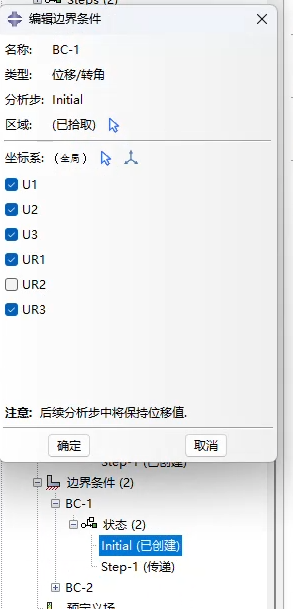 Steps (2)
编辑边界条件
名称: BC-1
类型: 位移/转角
分析步: Initial
区域: (已拾取)
坐标系: (全局)
U1
U2
U3
UR1
UR2
UR3
注意: 后续分析步中将保持位移值.
确定 取消
Step-1 (已创建)
边界条件 (2)
BC-1
状态 (2)
Initial (已创建)
Step-1 (传递)
BC-2
预定义场